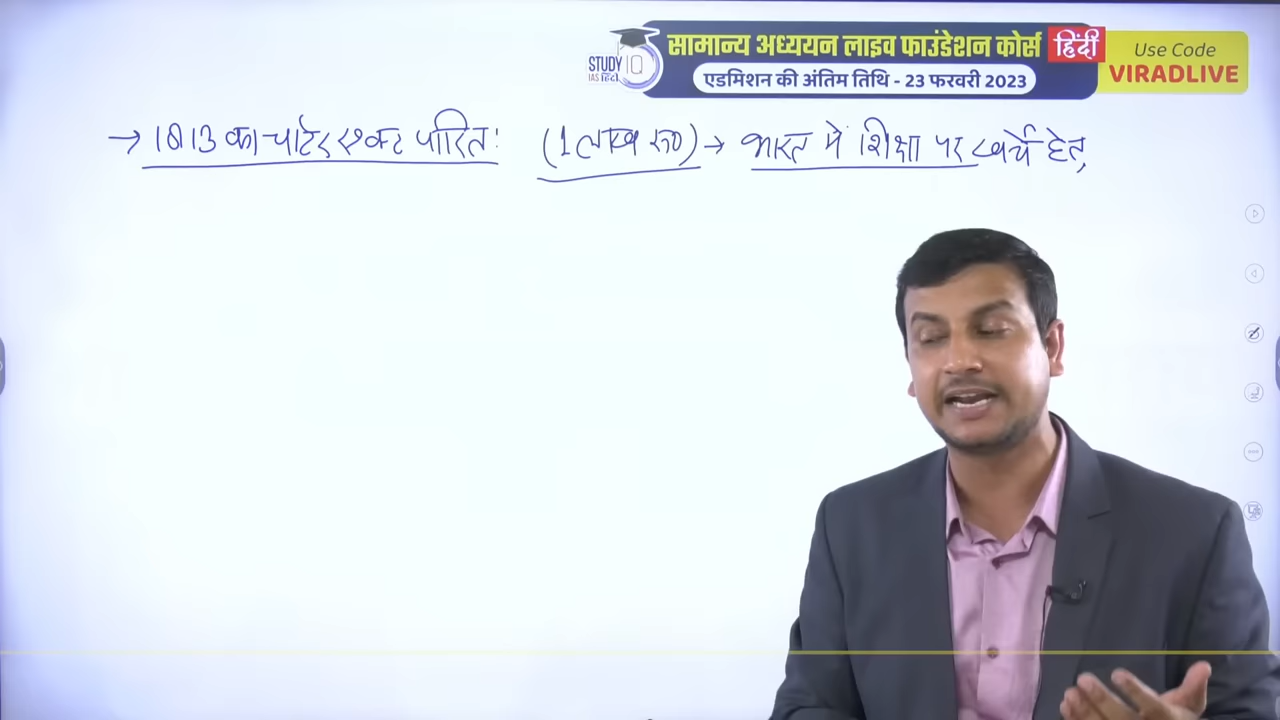 STUDY IQ
IAS हिंदी
सामान्य अध्ययन लाइव फाउंडेशन कोर्स हिंदी
एडमिशन की अंतिम तिथि - 23 फरवरी 2023
Use Code
VIRADLIVE
→ 1813 का चार्टर एक्ट पारितः (1 लाख रु०) → भारत में शिक्षा पर खर्च हेतु,